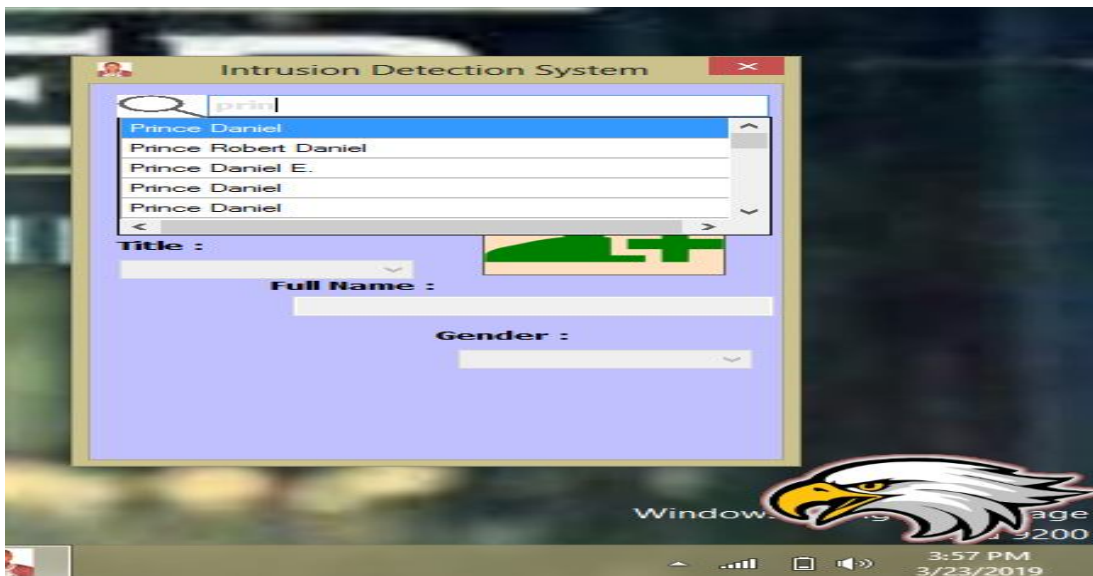 Intrusion Detection System
prin
Prince Daniel
Prince Robert Daniel
Prince Daniel E.
Prince Daniel
Prince Daniel
Title :
Full Name :
Gender :
9200
3:57 PM
3/23/2019